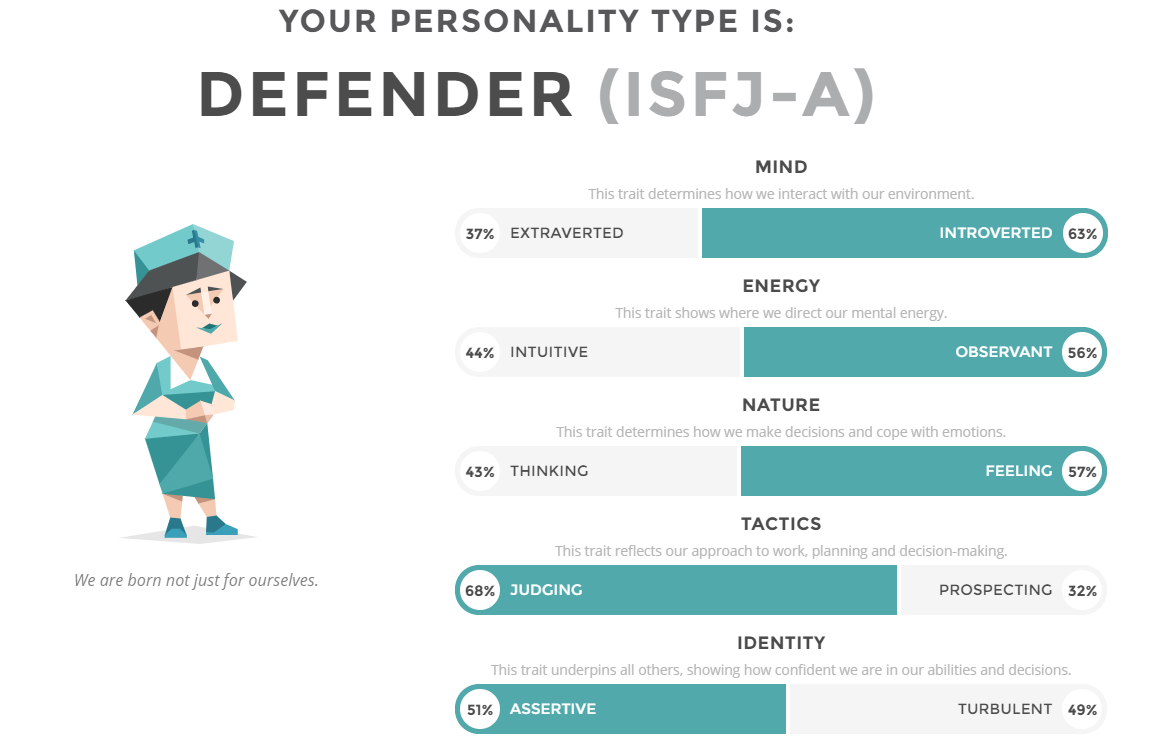 YOUR PERSONALITY TYPE IS:
DEFENDER (ISFJ-A)
MIND
This trait determines how we interact with our environment.
37% EXTRAVERTED INTROVERTED 63%
ENERGY
This trait shows where we direct our mental energy.
44% INTUITIVE OBSERVANT 56%
NATURE
This trait determines how we make decisions and cope with emotions.
43% THINKING FEELING 57%
TACTICS
This trait reflects our approach to work, planning and decision-making.
68% JUDGING PROSPECTING 32%
IDENTITY
This trait underpins all others, showing how confident we are in our abilities and decisions.
51% ASSERTIVE TURBULENT 49%
We are born not just for ourselves.